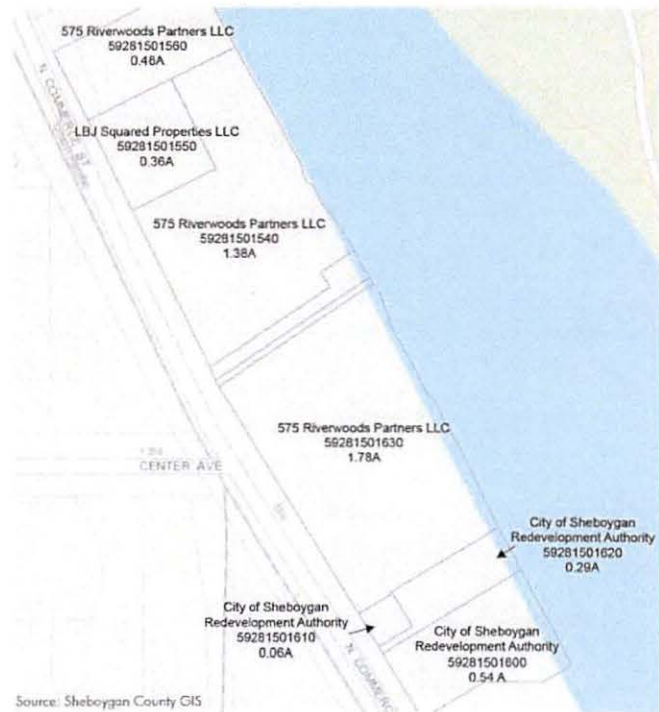 575 Riverwoods Partners LLC
59281501560
0.48A
N COMMERCE ST
LBJ Squared Properties LLC
59281501550
0.36A
575 Riverwoods Partners LLC
59281501540
1.38A
575 Riverwoods Partners LLC
59281501630
1.78A
CENTER AVE
City of Sheboygan
Redevelopment Authority
59281501620
0.29A
City of Sheboygan
Redevelopment Authority
59281501610
0.06A
City of Sheboygan
Redevelopment Authority
59281501600
0.54 A
N COMMERC
Source: Sheboygan County GIS